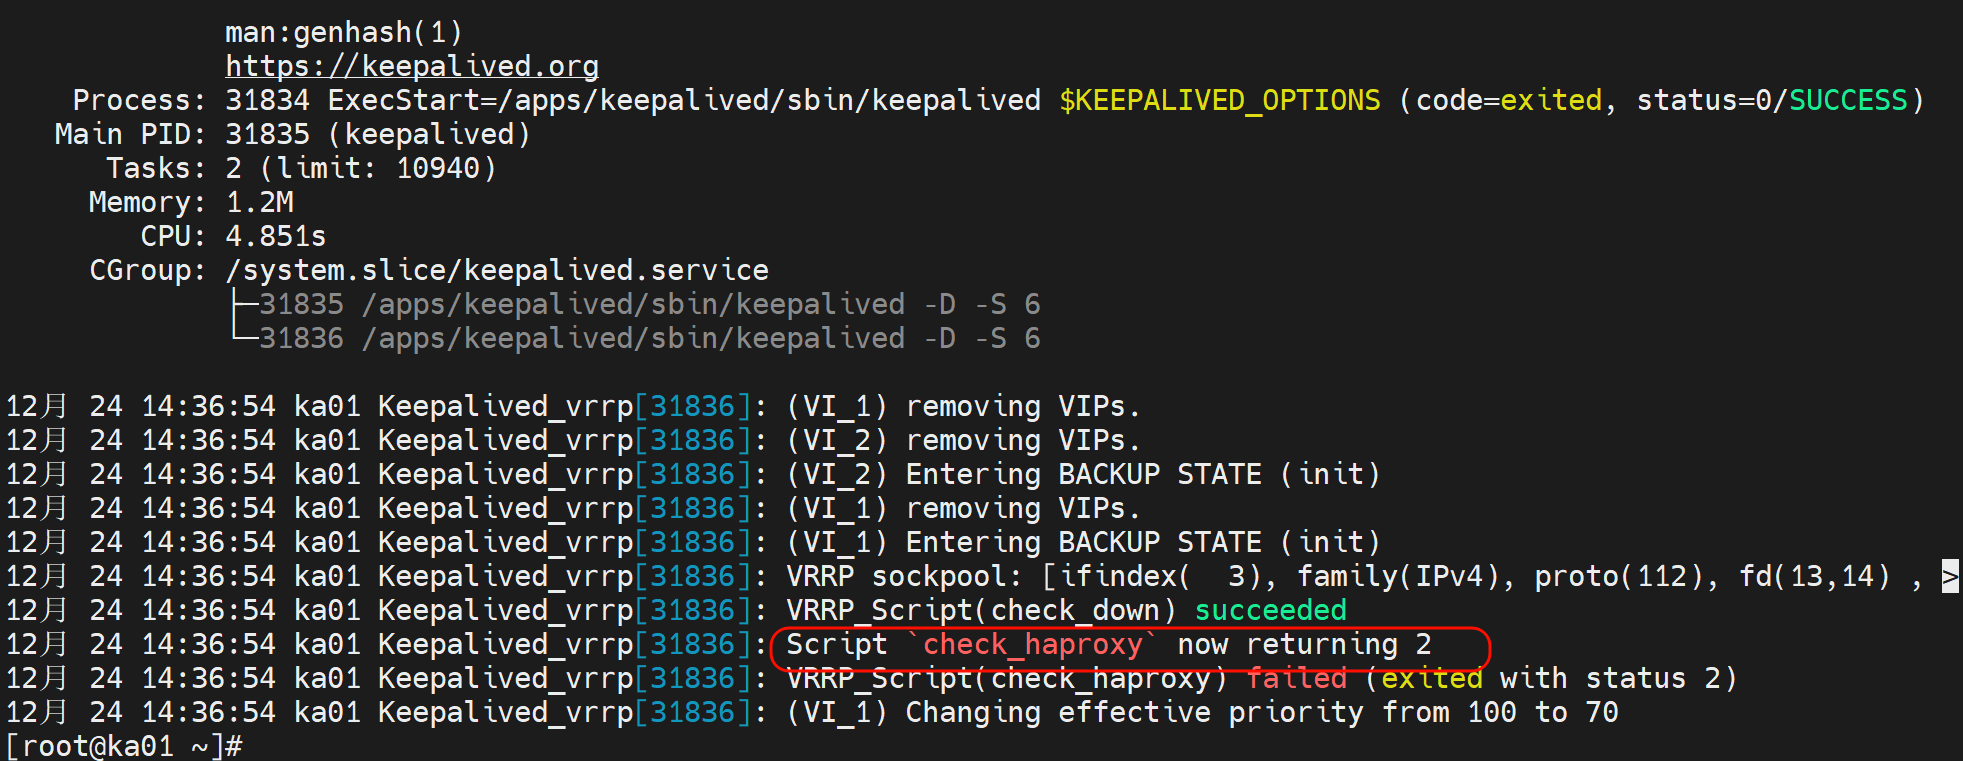 man:genhash(1)
https://keepalived.org
Process: 31834 ExecStart=/apps/keepalived/sbin/keepalived $KEEPALIVED_OPTIONS (code=exited, status=0/SUCCESS)
Main PID: 31835 (keepalived)
Tasks: 2 (limit: 10940)
Memory: 1.2M
CPU: 4.851s
CGroup: /system.slice/keepalived.service
├─31835 /apps/keepalived/sbin/keepalived -D -S 6
└─31836 /apps/keepalived/sbin/keepalived -D -S 6
12月 24 14:36:54 ka01 Keepalived_vrrp[31836]: (VI_1) removing VIPs.
12月 24 14:36:54 ka01 Keepalived_vrrp[31836]: (VI_2) removing VIPs.
12月 24 14:36:54 ka01 Keepalived_vrrp[31836]: (VI_2) Entering BACKUP STATE (init)
12月 24 14:36:54 ka01 Keepalived_vrrp[31836]: (VI_1) removing VIPs.
12月 24 14:36:54 ka01 Keepalived_vrrp[31836]: (VI_1) Entering BACKUP STATE (init)
12月 24 14:36:54 ka01 Keepalived_vrrp[31836]: VRRP sockpool: [ifindex(  3), family(IPv4), proto(112), fd(13,14) , >
12月 24 14:36:54 ka01 Keepalived_vrrp[31836]: VRRP_Script(check_down) succeeded
12月 24 14:36:54 ka01 Keepalived_vrrp[31836]: Script `check_haproxy` now returning 2
12月 24 14:36:54 ka01 Keepalived_vrrp[31836]: VRRP_Script(check_haproxy) failed (exited with status 2)
12月 24 14:36:54 ka01 Keepalived_vrrp[31836]: (VI_1) Changing effective priority from 100 to 70
[root@ka01 ~]#